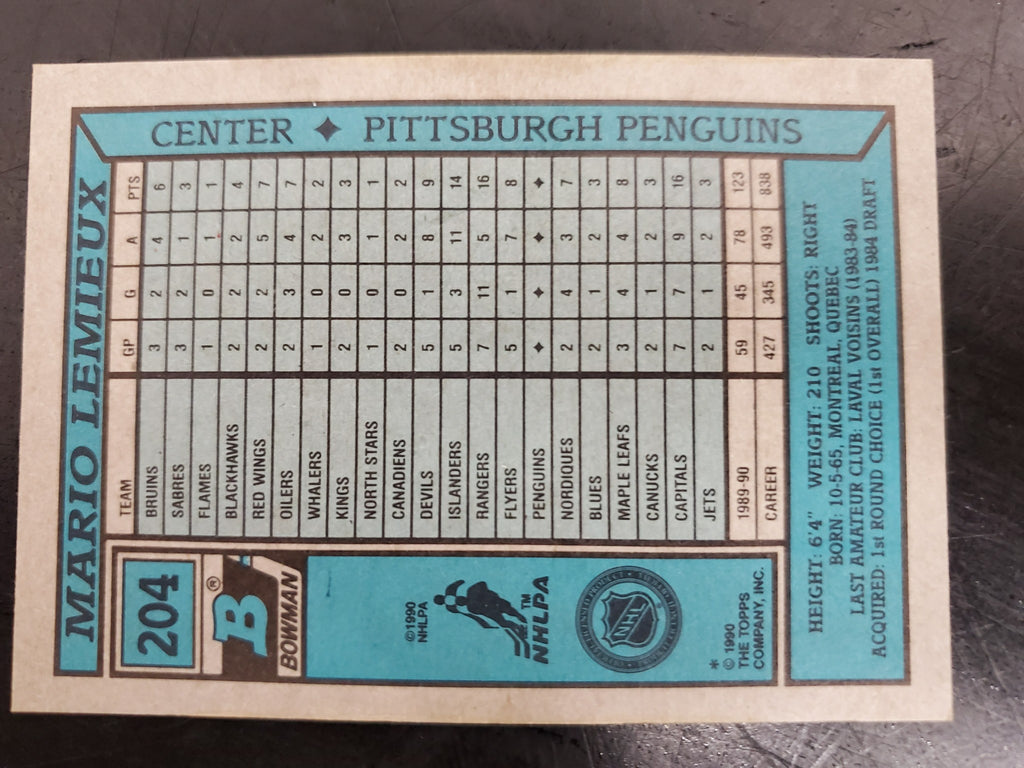 MARIO LEMIEUX
CENTER ✦ PITTSBURGH PENGUINS
204
B®
BOWMAN
©1990
NHLPA
NHLPA™
NHL
* © 1990
THE TOPPS
COMPANY, INC.
TEAM GP G A PTS
BRUINS 3 2 4 6
SABRES 3 2 1 3
FLAMES 1 0 1 1
BLACKHAWKS 2 2 2 4
RED WINGS 2 2 5 7
OILERS 2 3 4 7
WHALERS 1 0 2 2
KINGS 2 0 3 3
NORTH STARS 1 0 1 1
CANADIENS 2 0 2 2
DEVILS 5 1 8 9
ISLANDERS 5 3 11 14
RANGERS 7 11 5 16
FLYERS 5 1 7 8
PENGUINS ✦ ✦ ✦ ✦
NORDIQUES 2 4 3 7
BLUES 2 1 2 3
MAPLE LEAFS 3 4 4 8
CANUCKS 2 1 2 3
CAPITALS 7 7 9 16
JETS 2 1 2 3
1989-90 59 45 78 123
CAREER 427 345 493 838
HEIGHT: 6'4" WEIGHT: 210 SHOOTS: RIGHT
BORN: 10-5-65, MONTREAL, QUEBEC
LAST AMATEUR CLUB: LAVAL VOISINS (1983-84)
ACQUIRED: 1st ROUND CHOICE (1st OVERALL) 1984 DRAFT